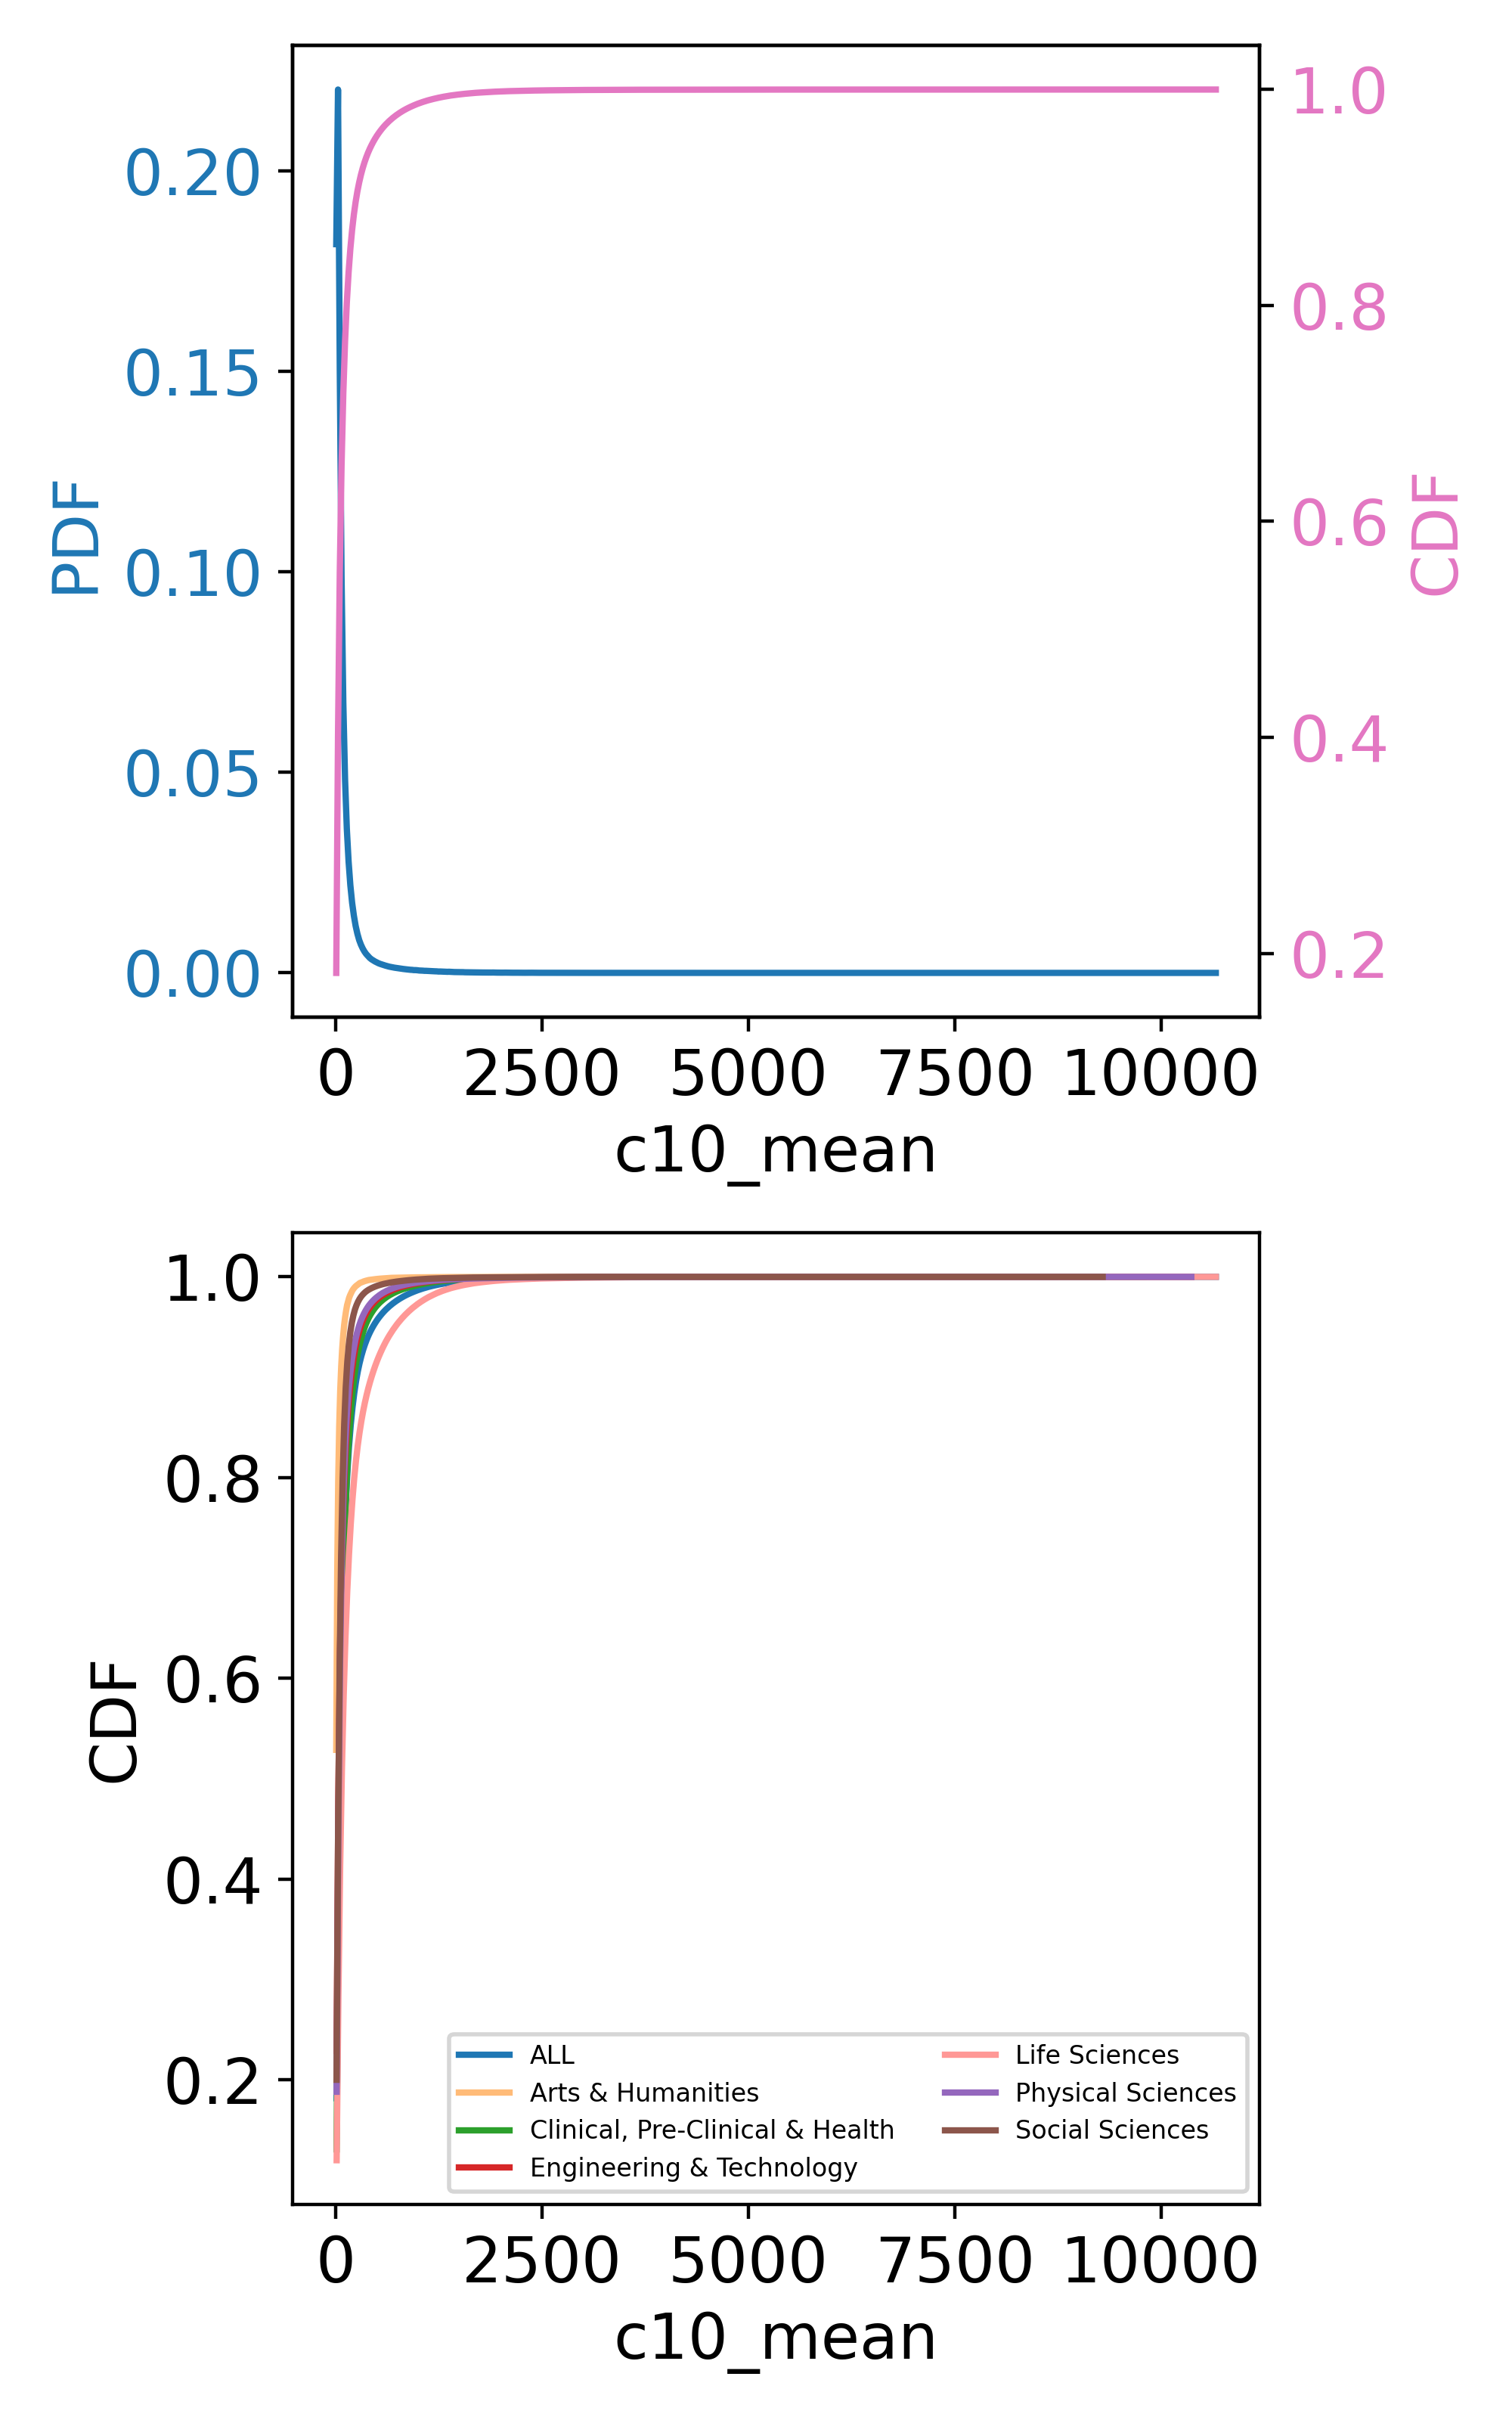 1.0
0.20
0.8
0.15
PDF
0.10
0.6
CDF
0.4
0.05
0.00
0.2
0 2500 5000 7500 10000
c10_mean
1.0
0.8
0.6
CDF
0.4
0.2
ALL
Arts & Humanities
Clinical, Pre-Clinical & Health
Engineering & Technology
Life Sciences
Physical Sciences
Social Sciences
0 2500 5000 7500 10000
c10_mean